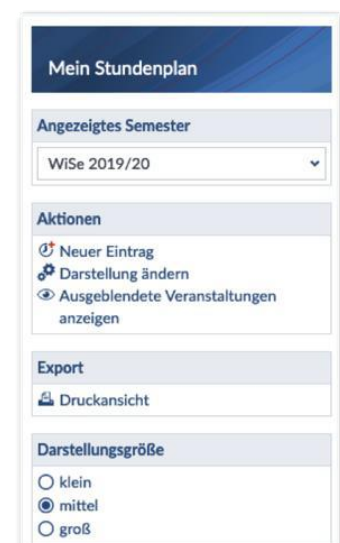 Mein Stundenplan
Angezeigtes Semester
WiSe 2019/20
Aktionen
Neuer Eintrag
Darstellung ändern
Ausgeblendete Veranstaltungen
anzeigen
Export
Druckansicht
Darstellungsgröße
klein
mittel
groß